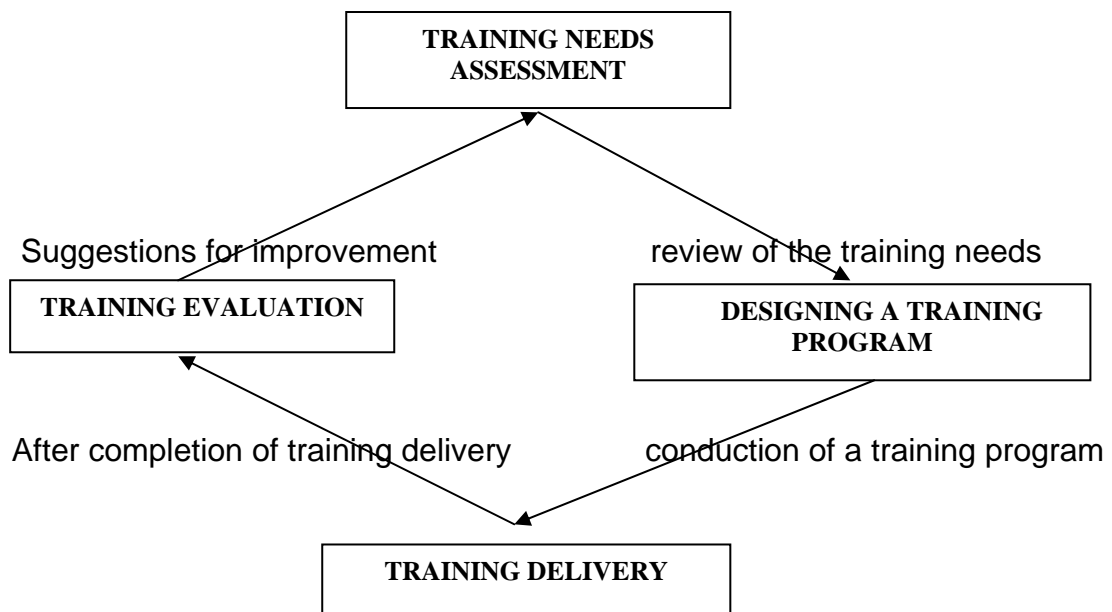 TRAINING NEEDS
ASSESSMENT
Suggestions for improvement
review of the training needs
TRAINING EVALUATION
DESIGNING A TRAINING
PROGRAM
After completion of training delivery
conduction of a training program
TRAINING DELIVERY